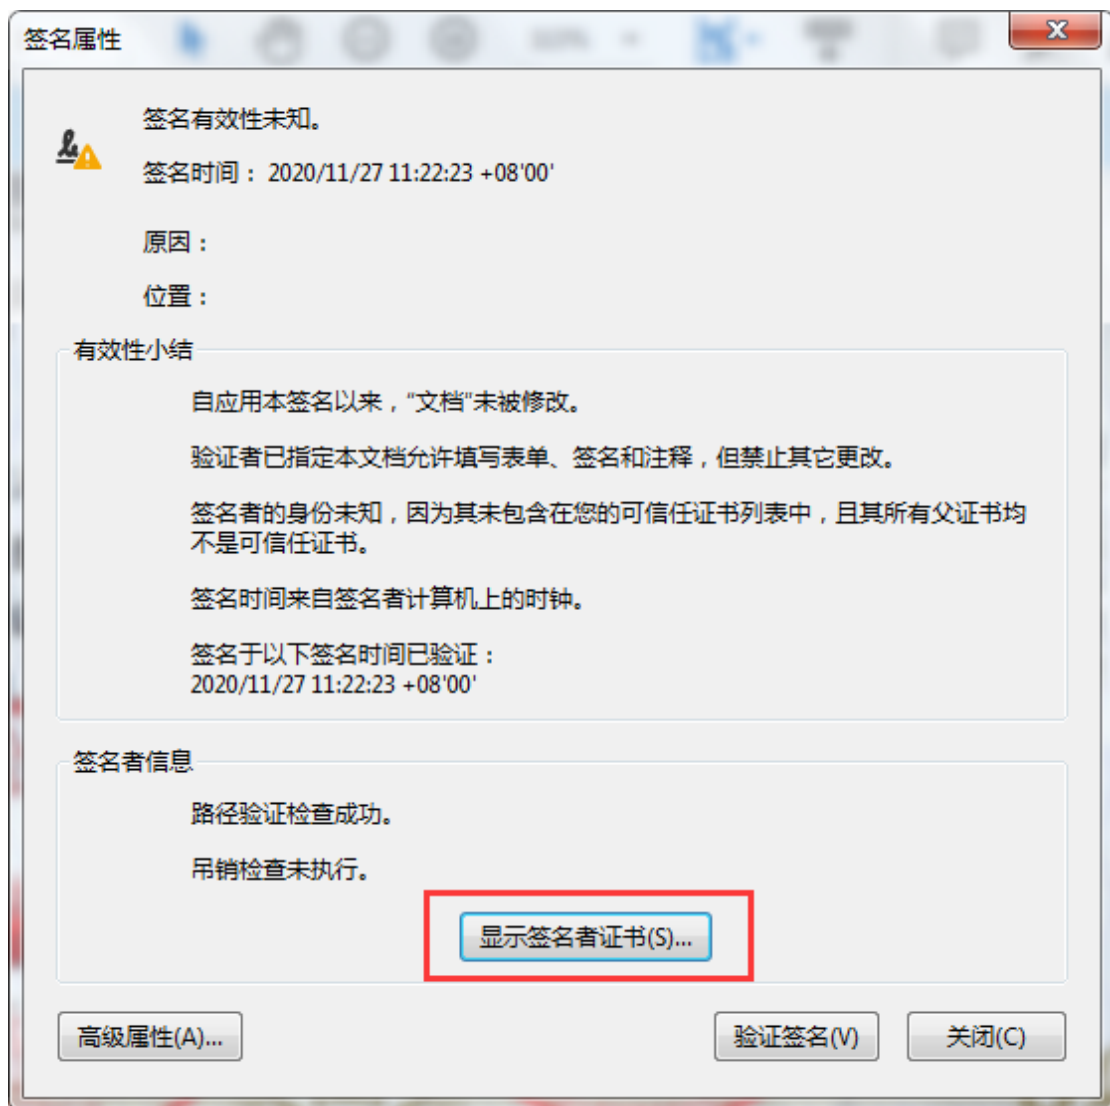 签名属性
签名有效性未知。
签名时间： 2020/11/27 11:22:23 +08'00'
原因：
位置：
有效性小结
自应用本签名以来，"文档"未被修改。
验证者已指定本文档允许填写表单、签名和注释，但禁止其它更改。
签名者的身份未知，因为其未包含在您的可信任证书列表中，且其所有父证书均
不是可信任证书。
签名时间来自签名者计算机上的时钟。
签名于以下签名时间已验证：
2020/11/27 11:22:23 +08'00'
签名者信息
路径验证检查成功。
吊销检查未执行。
显示签名者证书(S)...
高级属性(A)...
验证签名(V)
关闭(C)